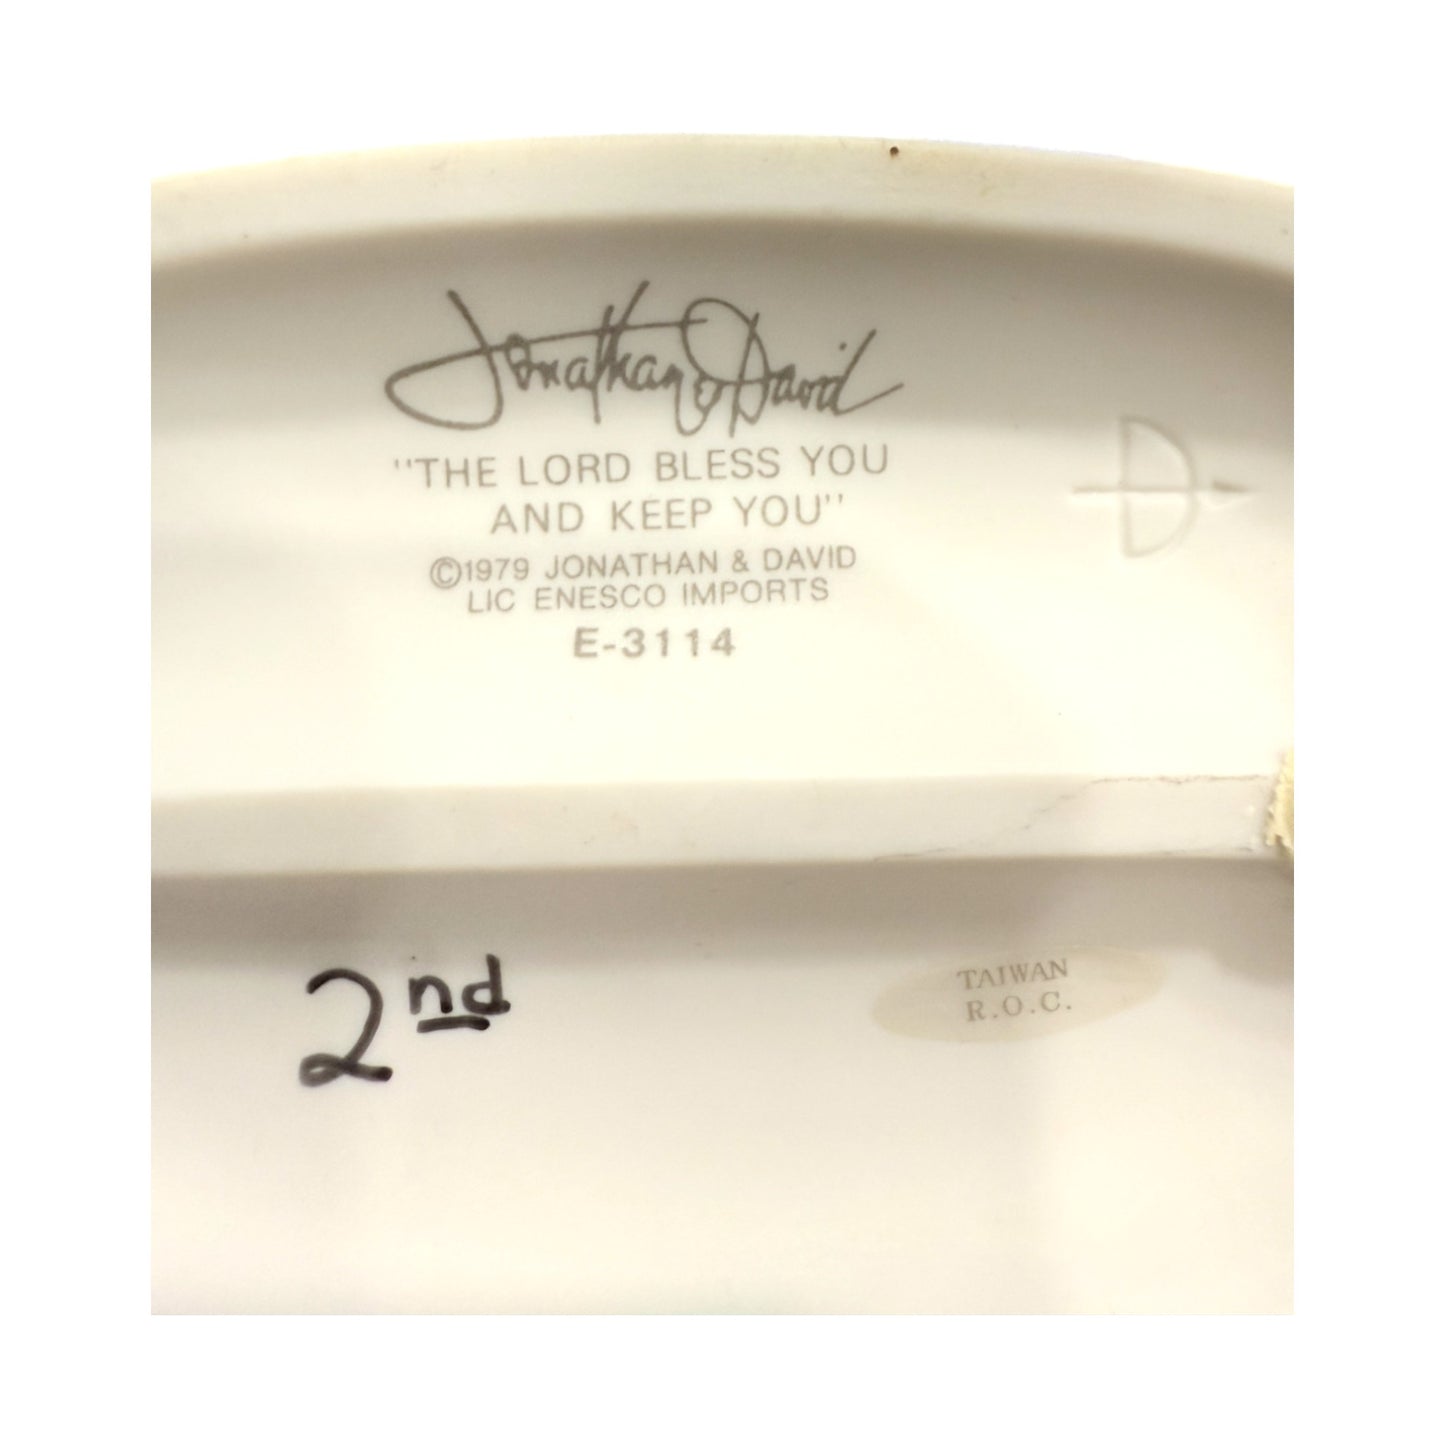 Jonathan & David
"THE LORD BLESS YOU
AND KEEP YOU"
©1979 JONATHAN & DAVID
LIC ENESCO IMPORTS
E-3114
2nd
TAIWAN
R.O.C.